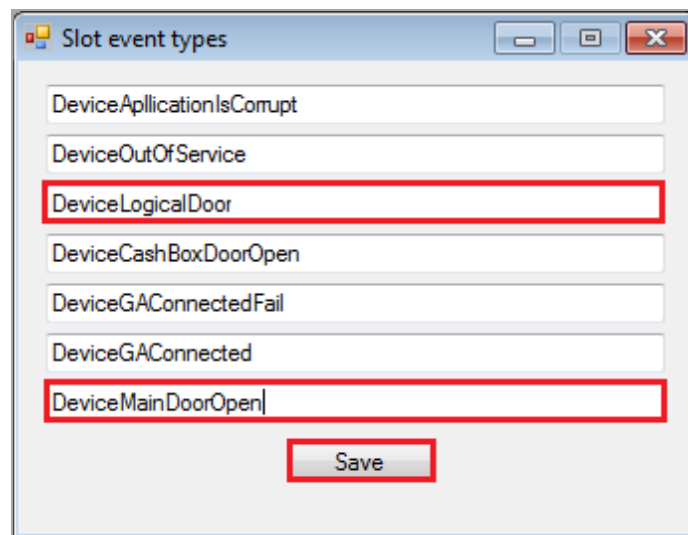 Slot event types
DeviceApllicationIsCorrupt
DeviceOutOfService
DeviceLogicalDoor
DeviceCashBoxDoorOpen
DeviceGAConnectedFail
DeviceGAConnected
DeviceMainDoorOpen
Save